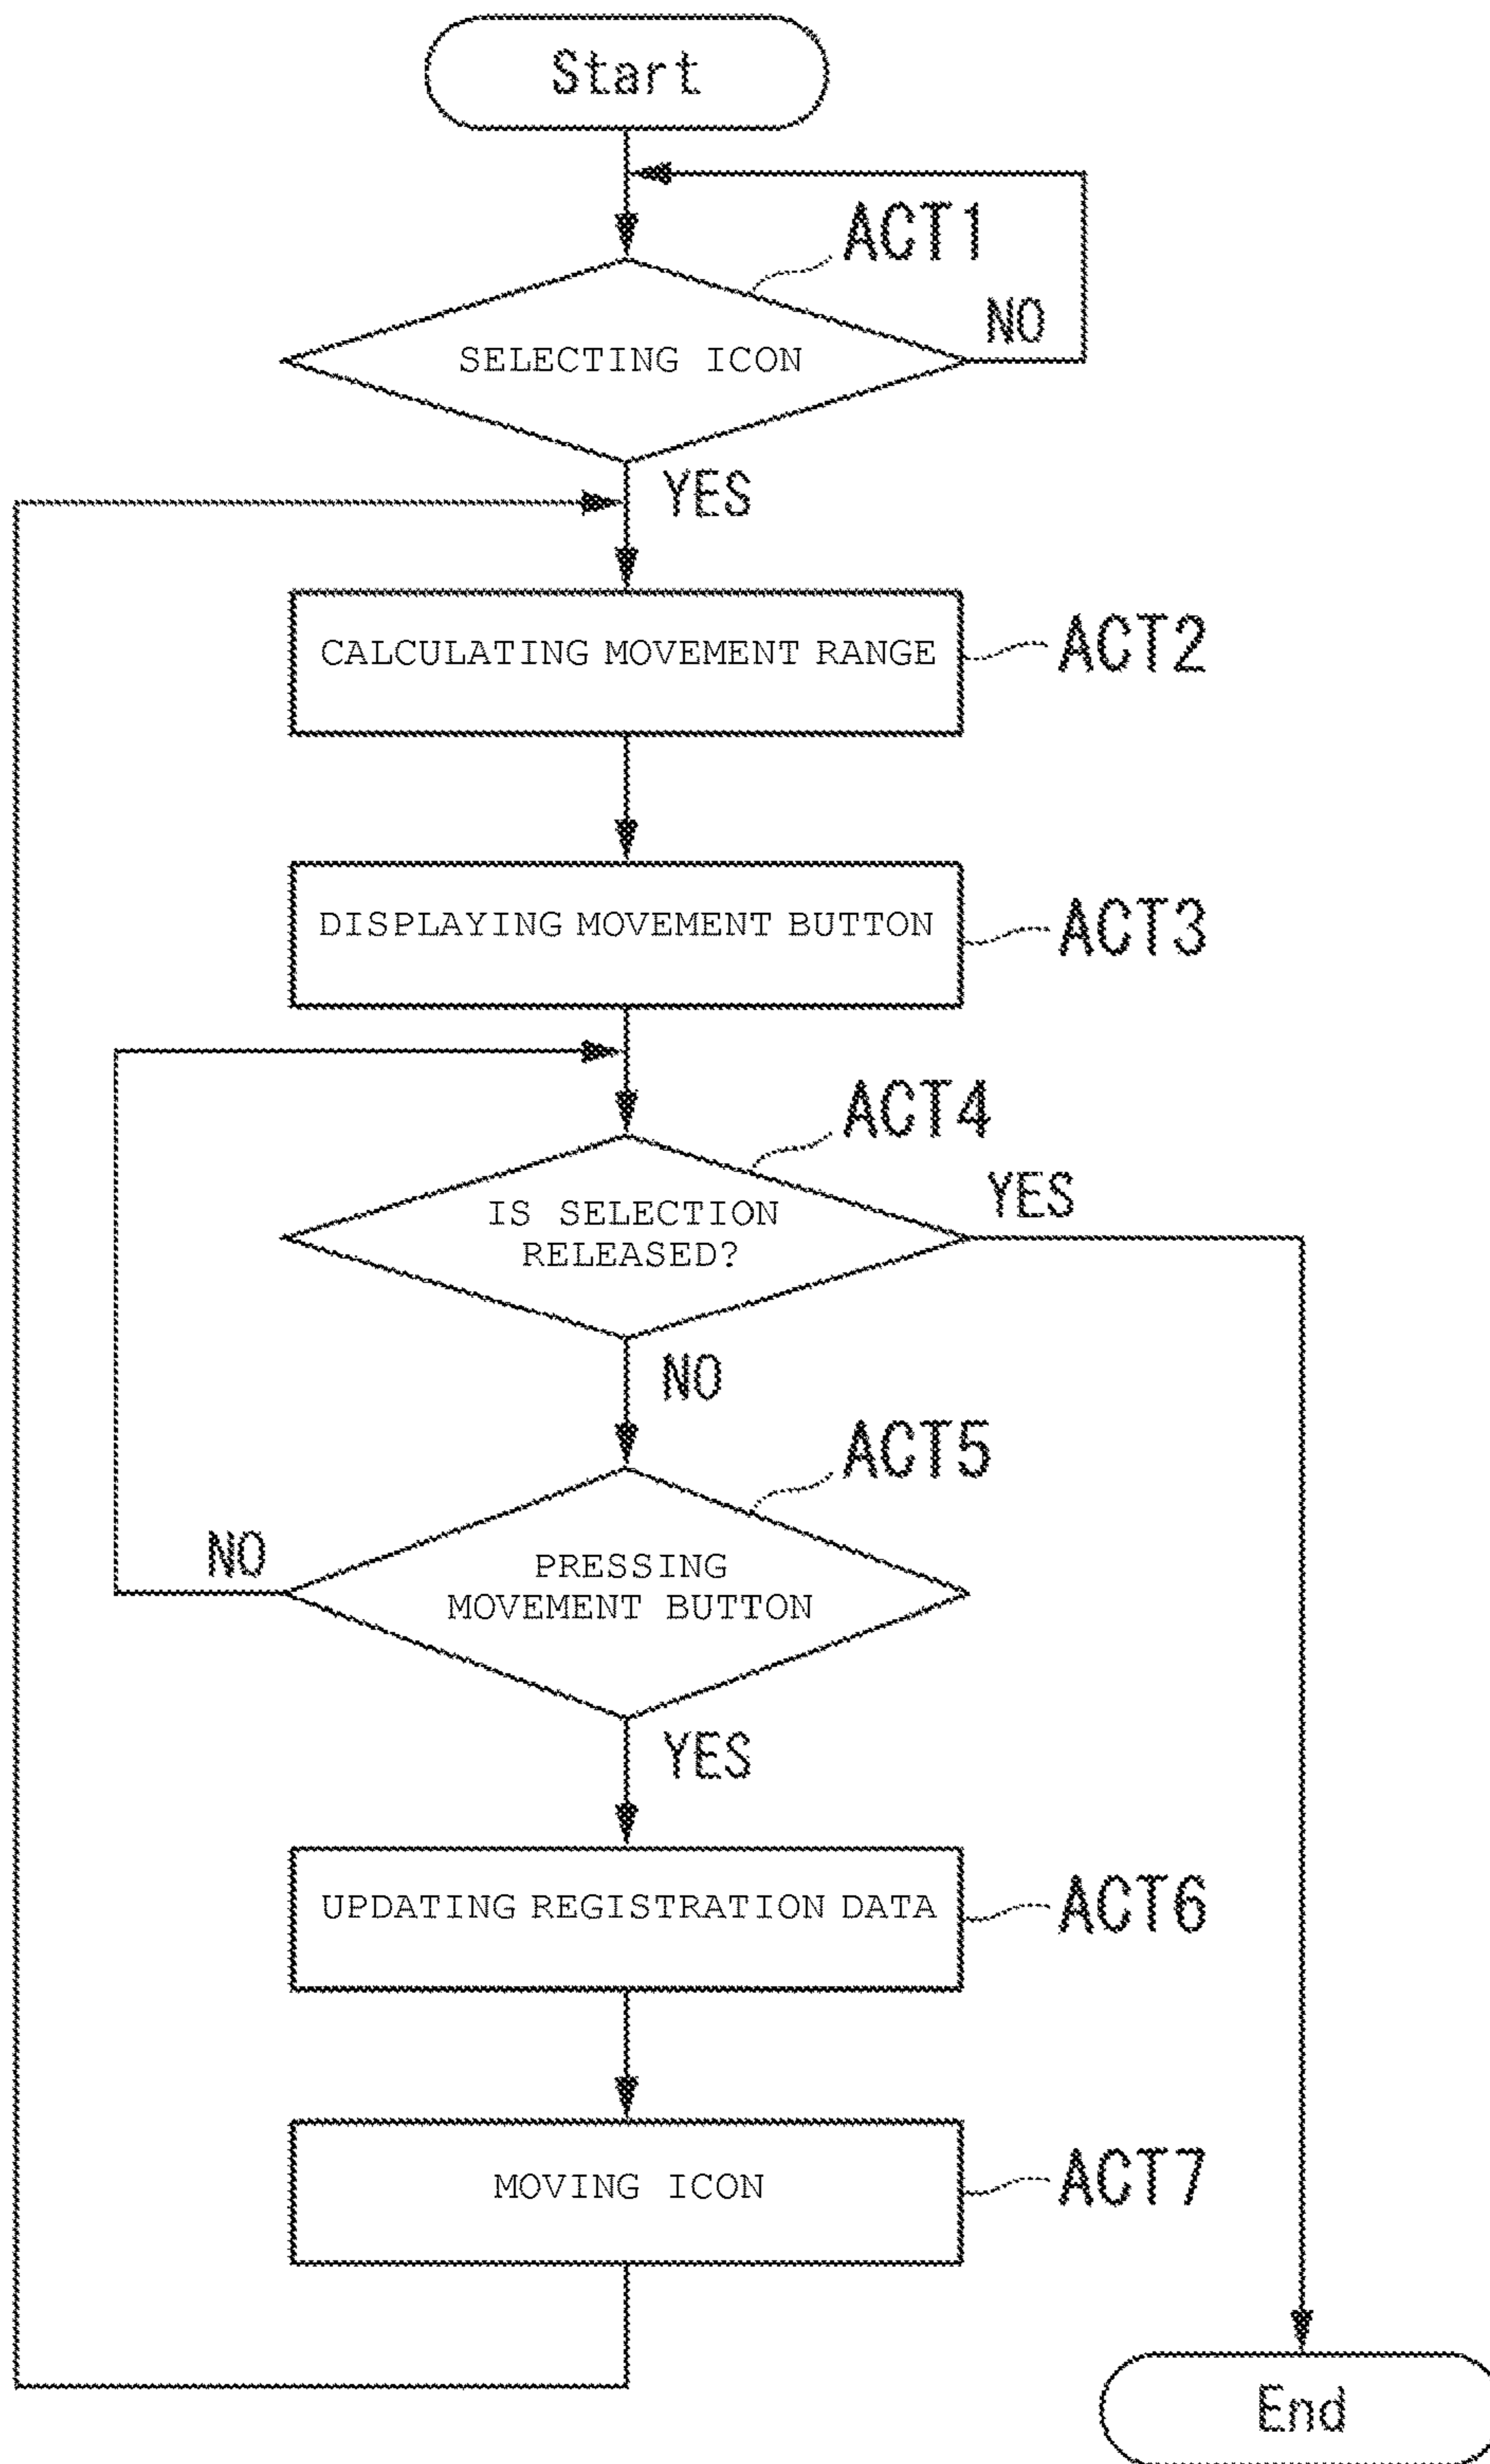 Start
ACT1
NO
SELECTING ICON
YES
CALCULATING MOVEMENT RANGE
ACT2
DISPLAYING MOVEMENT BUTTON
ACT3
ACT4
YES
IS SELECTION
RELEASED?
NO
ACT5
NO
PRESSING
MOVEMENT BUTTON
YES
UPDATING REGISTRATION DATA
ACT6
MOVING ICON
ACT7
End